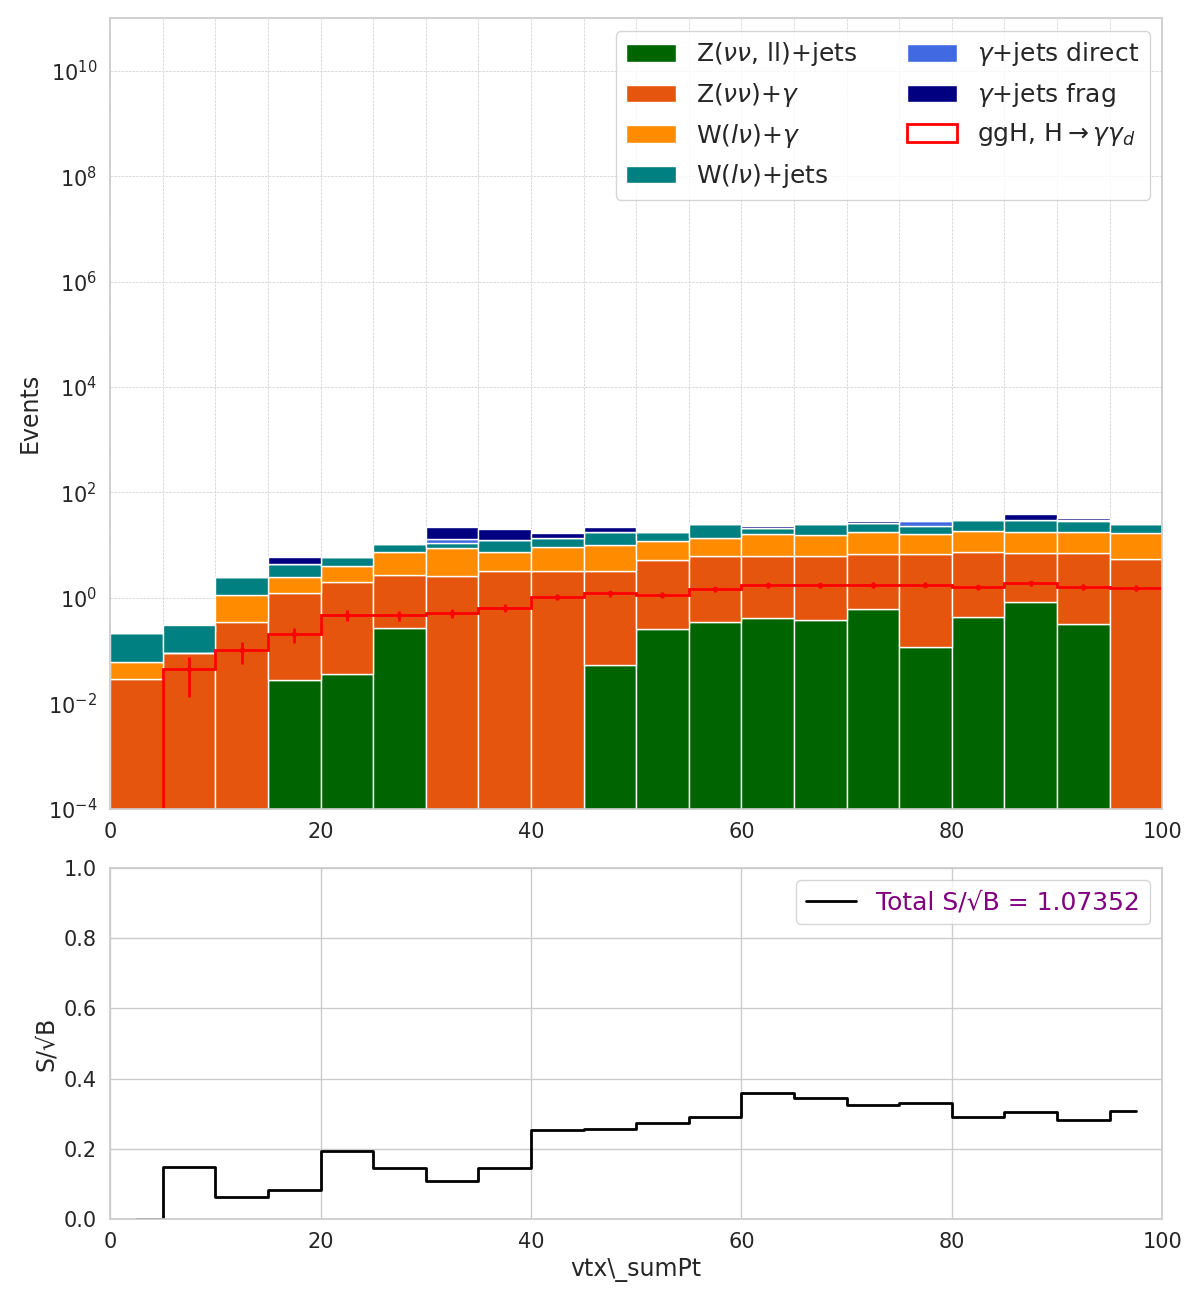 Z(νν, ll)+jets
Z(νν)+γ
W(lν)+γ
W(lν)+jets
γ+jets direct
γ+jets frag
ggH, H→γγ_d
10^10
10^8
10^6
10^4
10^2
10^0
10^−2
10^−4
Events
0 20 40 60 80 100
Total S/√B = 1.07352
1.0
0.8
0.6
0.4
0.2
0.0
S/√B
0 20 40 60 80 100
vtx\_sumPt